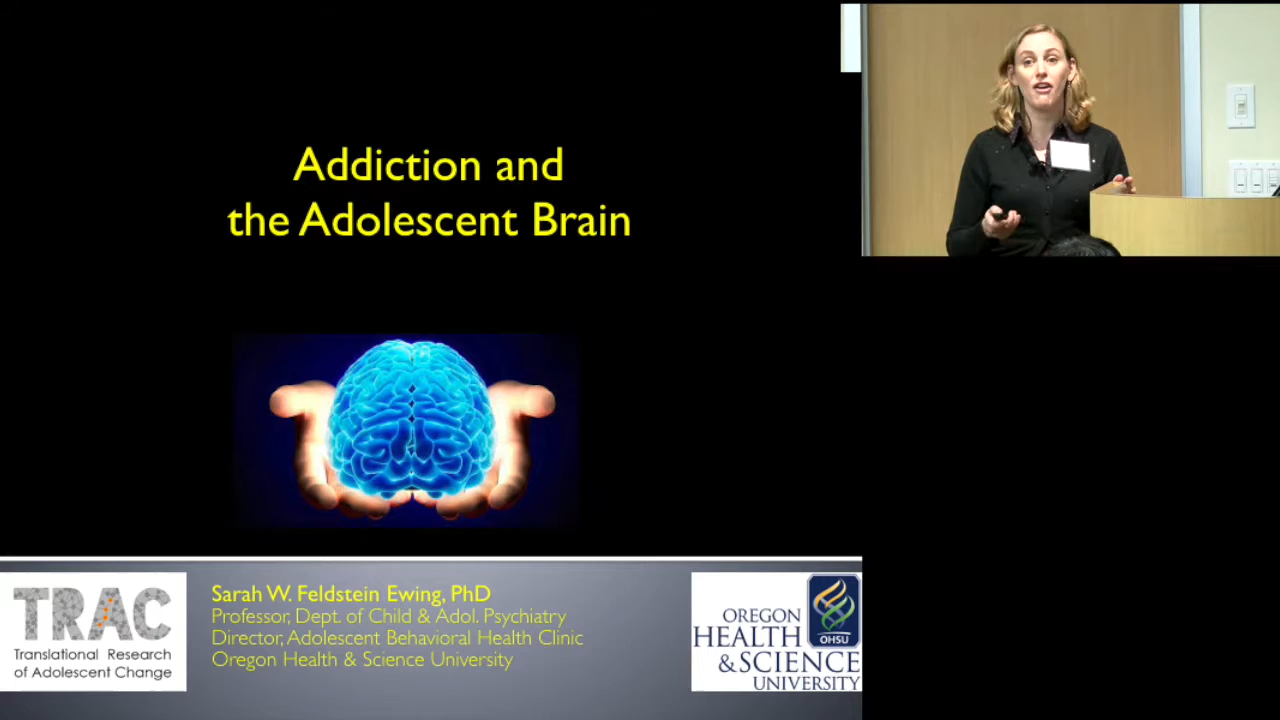 Addiction and
the Adolescent Brain
TRAC
Translational Research
of Adolescent Change
Sarah W. Feldstein Ewing, PhD
Professor, Dept. of Child & Adol. Psychiatry
Director, Adolescent Behavioral Health Clinic
Oregon Health & Science University
OREGON
HEALTH
&SCIENCE
UNIVERSITY
OHSU